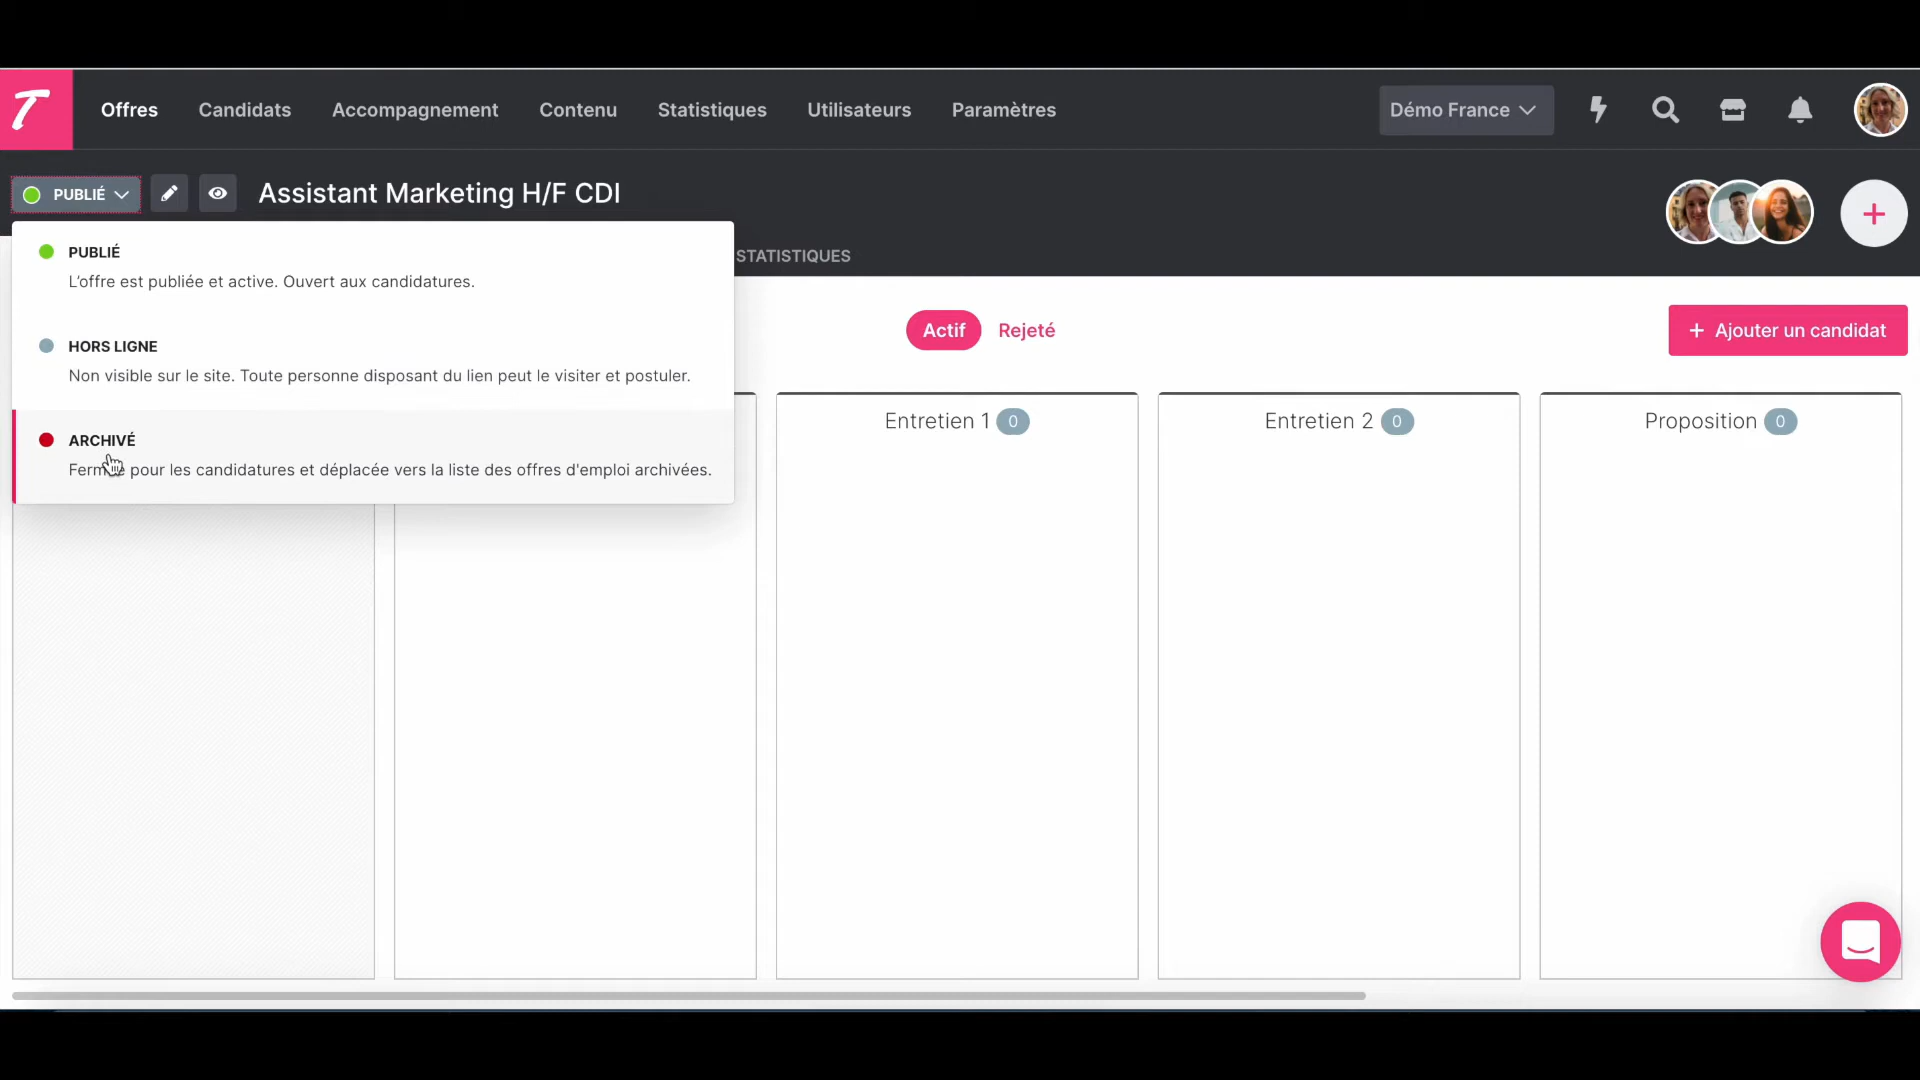 Offres Candidats Accompagnement Contenu Statistiques Utilisateurs Paramètres Démo France
PUBLIÉ Assistant Marketing H/F CDI
PUBLIÉ
L’offre est publiée et active. Ouvert aux candidatures.
STATISTIQUES
HORS LIGNE
Non visible sur le site. Toute personne disposant du lien peut le visiter et postuler.
ARCHIVÉ
pour les candidatures et déplacée vers la liste des offres d'emploi archivées.
Actif Rejeté
+ Ajouter un candidat
Entretien 1 0
Entretien 2 0
Proposition 0